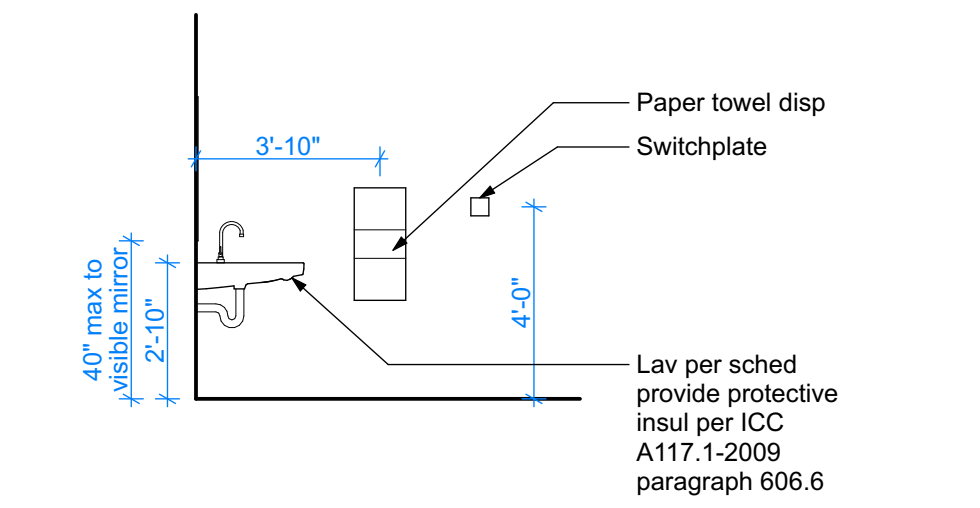 Paper towel disp
3'-10"
Switchplate
40" max to
visible mirror
2'-10"
4'-0"
Lav per sched
provide protective
insul per ICC
A117.1-2009
paragraph 606.6